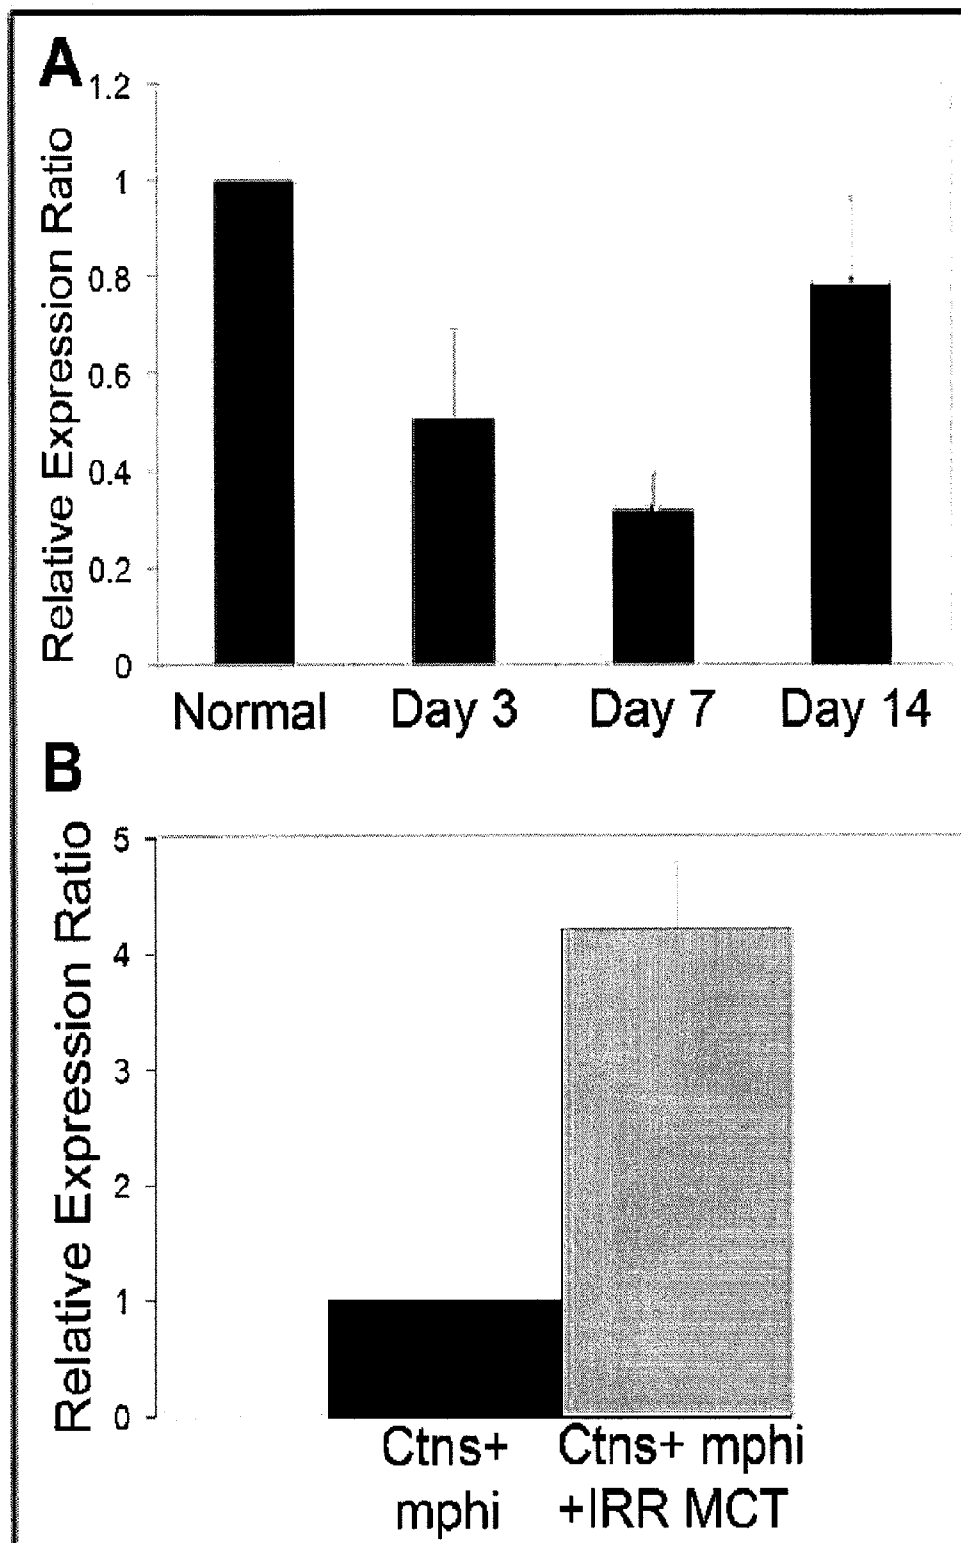 A
Relative Expression Ratio
1.2
1
0.8
0.6
0.4
0.2
0
Normal Day 3 Day 7 Day 14
B
Relative Expression Ratio
5
4
3
2
1
0
Ctns+ Ctns+ mphi
mphi +IRR MCT